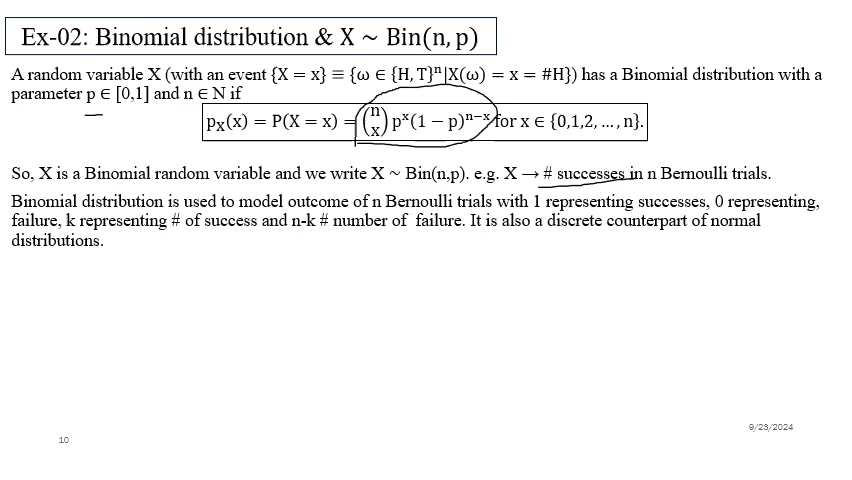 Ex-02: Binomial distribution & X ~ Bin(n, p)
A random variable X (with an event {X = x} ≡ {ω ∈ {H, T}ⁿ|X(ω) = x = #H}) has a Binomial distribution with a
parameter p ∈ [0,1] and n ∈ N if
p_X(x) = P(X = x) = (n x) pˣ(1 − p)ⁿ⁻ˣ for x ∈ {0,1,2, …, n}.
So, X is a Binomial random variable and we write X ~ Bin(n,p). e.g. X → # successes in n Bernoulli trials.
Binomial distribution is used to model outcome of n Bernoulli trials with 1 representing successes, 0 representing,
failure, k representing # of success and n-k # number of failure. It is also a discrete counterpart of normal
distributions.
9/23/2024
10